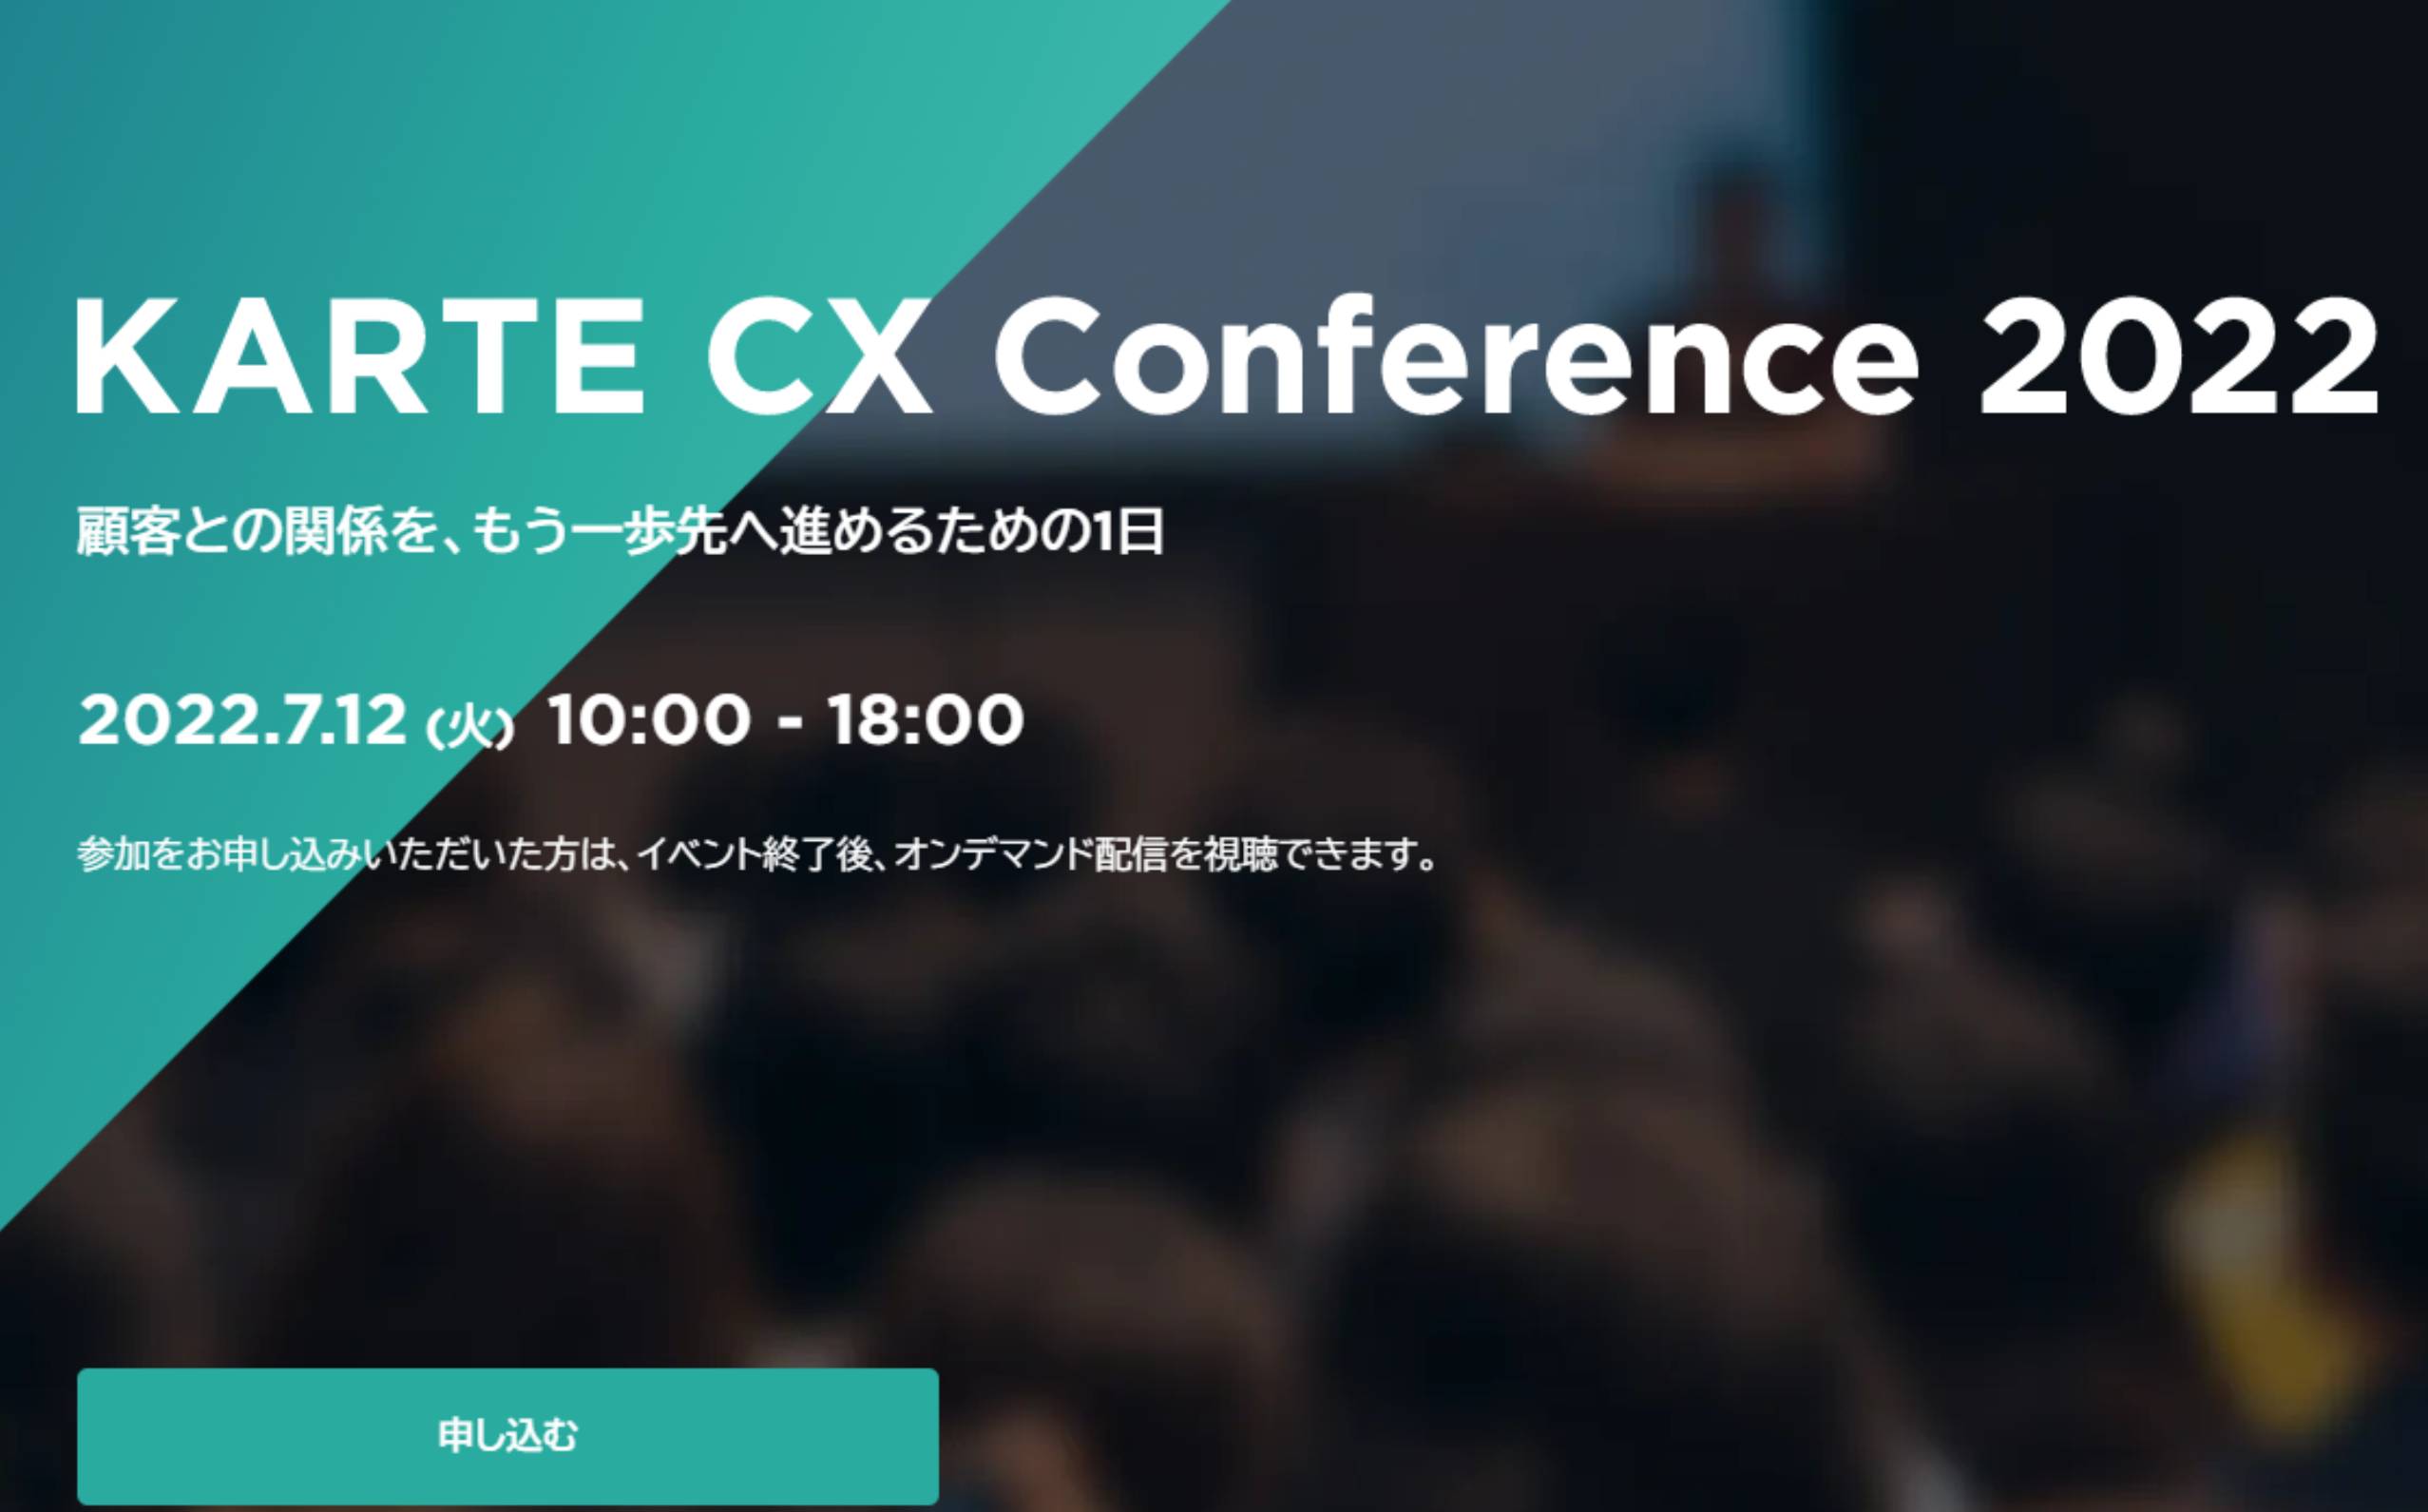 KARTE CX Conference 2022
顧客との関係を、もう一歩先へ進めるための1日
2022.7.12 (火) 10:00 - 18:00
参加をお申し込みいただいた方は、イベント終了後、オンデマンド配信を視聴できます。
申し込む